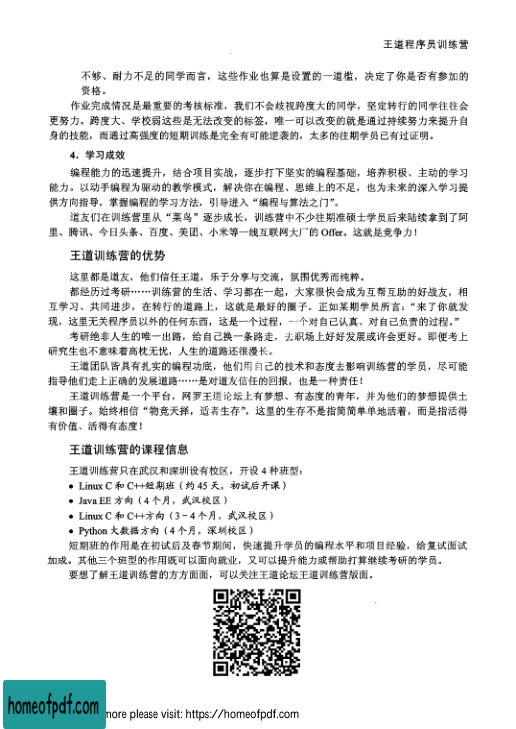 王道程序员训练营
不够、耐力不足的同学而言，这些作业也算是设置的一道槛，决定了你是否有参加的
资格。
作业完成情况是最重要的考核标准，我们不会歧视跨度大的同学，坚定转行的同学往往会
更努力。跨度大、学校弱这些是无法改变的标签，唯一可以改变的就是通过持续努力来提升自
身的技能，而通过高强度的短期训练是完全有可能逆袭的，太多的往期学员已有过证明。
4．学习成效
编程能力的迅速提升，结合项目实战，逐步打下坚实的编程基础，培养积极、主动的学习
能力。以动手编程为驱动的教学模式，解决你在编程、思维上的不足，也为未来的深入学习提
供方向指导，掌握编程的学习方法，引导进入“编程与算法之门”。
道友们在训练营里从“菜鸟”逐步成长，训练营中不少往期准硕士学员后来陆续拿到了阿
里、腾讯、今日头条、百度、美团、小米等一线互联网大厂的 Offer。这就是竞争力！
王道训练营的优势
这里都是道友，他们信任王道，乐于分享与交流，氛围优秀而纯粹。
都经历过考研……训练营的生活、学习都在一起，大家很快会成为互帮互助的好战友，相
互学习、共同进步，在转行的道路上，这就是最好的圈子。正如某期学员所言：“来了你就发
现，这里无关程序员以外的任何东西，这是一个过程，一个对自己认真、对自己负责的过程。”
考研绝非人生的唯一出路，给自己换一条路走，去职场上好好发展或许会更好。即便考上
研究生也不意味着高枕无忧，人生的道路还很漫长。
王道团队皆具有扎实的编程功底，他们用自己的技术和态度去影响训练营的学员，尽可能
指导他们走上正确的发展道路……是对道友信任的回报，也是一种责任！
王道训练营是一个平台，网罗王道论坛上有梦想、有态度的青年，并为他们的梦想提供土
壤和圈子。始终相信“物竞天择，适者生存”，这里的生存不是指简简单单地活着，而是指活得
有价值、活得有态度！
王道训练营的课程信息
王道训练营只在武汉和深圳设有校区，开设 4 种班型：
● Linux C 和 C++短期班（约 45 天，初试后开课）
● Java EE 方向（4 个月，武汉校区）
● Linux C 和 C++方向（3~4 个月，武汉校区）
● Python 大数据方向（4 个月，深圳校区）
短期班的作用是在初试后及春节期间，快速提升学员的编程水平和项目经验，给复试面试
加成。其他三个班型的作用既可以面向就业，又可以提升能力或帮助打算继续考研的学员。
要想了解王道训练营的方方面面，可以关注王道论坛王道训练营版面。
homeofpdf.com
more please visit: https://homeofpdf.com